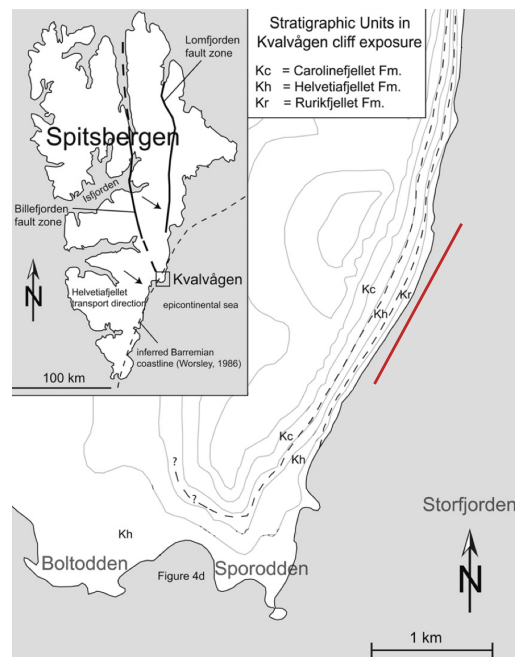 Stratigraphic Units in
Kvalvågen cliff exposure
Kc = Carolinefjellet Fm.
Kh = Helvetiafjellet Fm.
Kr = Rurikfjellet Fm.
Lomfjorden
fault zone
Spitsbergen
Isfjorden
Billefjorden
fault zone
Kvalvågen
N
Helvetiafjellet
transport direction
epicontinental sea
inferred Barremian
coastline (Worsley, 1986)
100 km
Kc
Kr
Kh
Kc
Kh
?
?
Kh
Boltodden
Figure 4d
Sporodden
Storfjorden
N
1 km